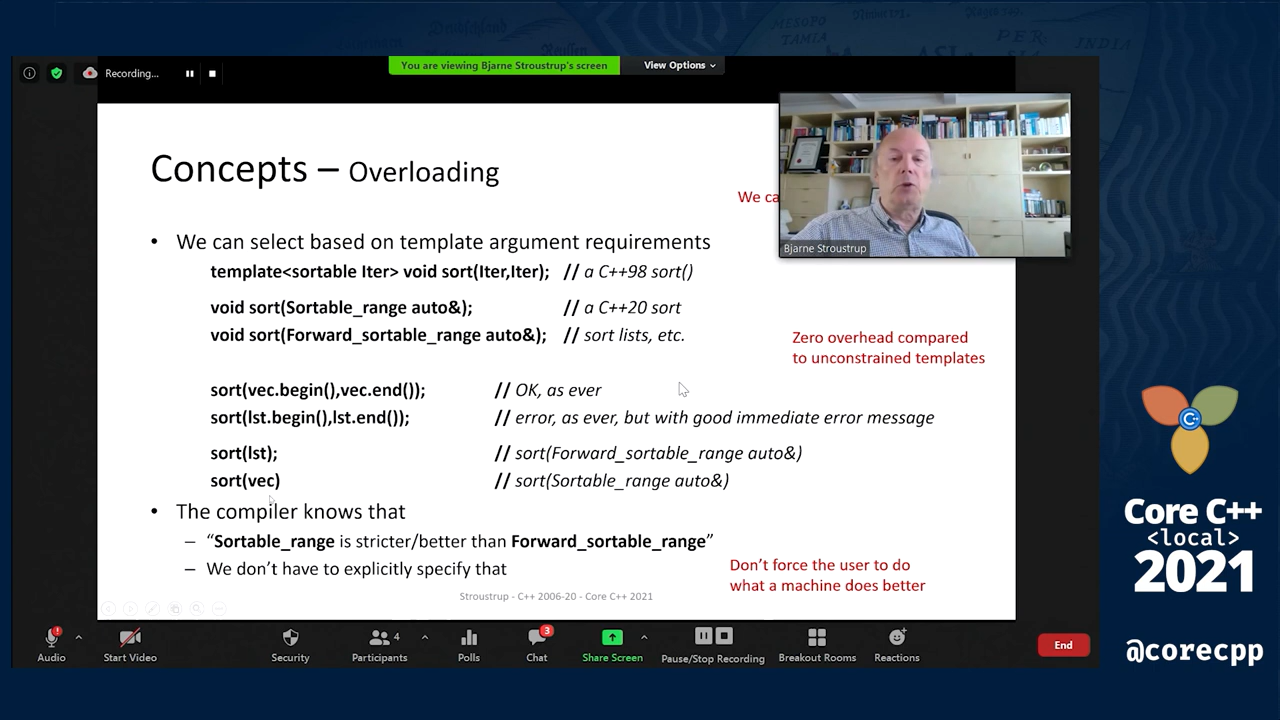 MESOPO
TAMIA
PER
INDIA
Recording...
You are viewing Bjarne Stroustrup's screen
View Options
Concepts – Overloading
We ca
Bjarne Stroustrup
• We can select based on template argument requirements
template<sortable Iter> void sort(Iter,Iter); // a C++98 sort()
void sort(Sortable_range auto&); // a C++20 sort
void sort(Forward_sortable_range auto&); // sort lists, etc.
Zero overhead compared
to unconstrained templates
sort(vec.begin(),vec.end()); // OK, as ever
sort(lst.begin(),lst.end()); // error, as ever, but with good immediate error message
sort(lst); // sort(Forward_sortable_range auto&)
sort(vec) // sort(Sortable_range auto&)
• The compiler knows that
– “Sortable_range is stricter/better than Forward_sortable_range”
– We don’t have to explicitly specify that
Don’t force the user to do
what a machine does better
Stroustrup - C++ 2006-20 - Core C++ 2021
Audio
Start Video
Security
4
Participants
Polls
3
Chat
Share Screen
Pause/Stop Recording
Breakout Rooms
Reactions
End
C++
Core C++
<local>
2021
@corecpp